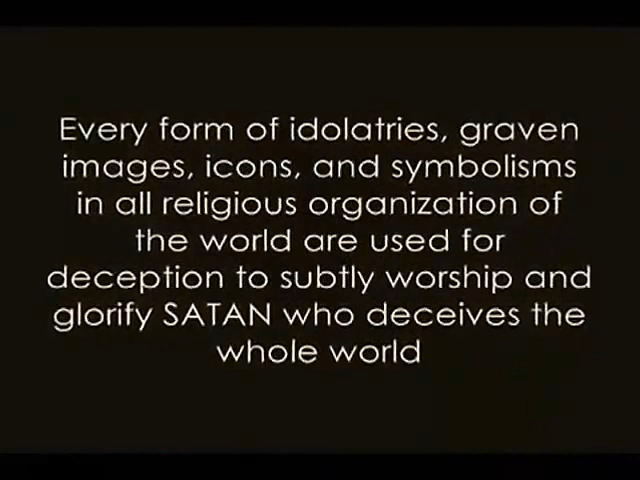 Every form of idolatries, graven
images, icons, and symbolisms
in all religious organization of
the world are used for
deception to subtly worship and
glorify SATAN who deceives the
whole world